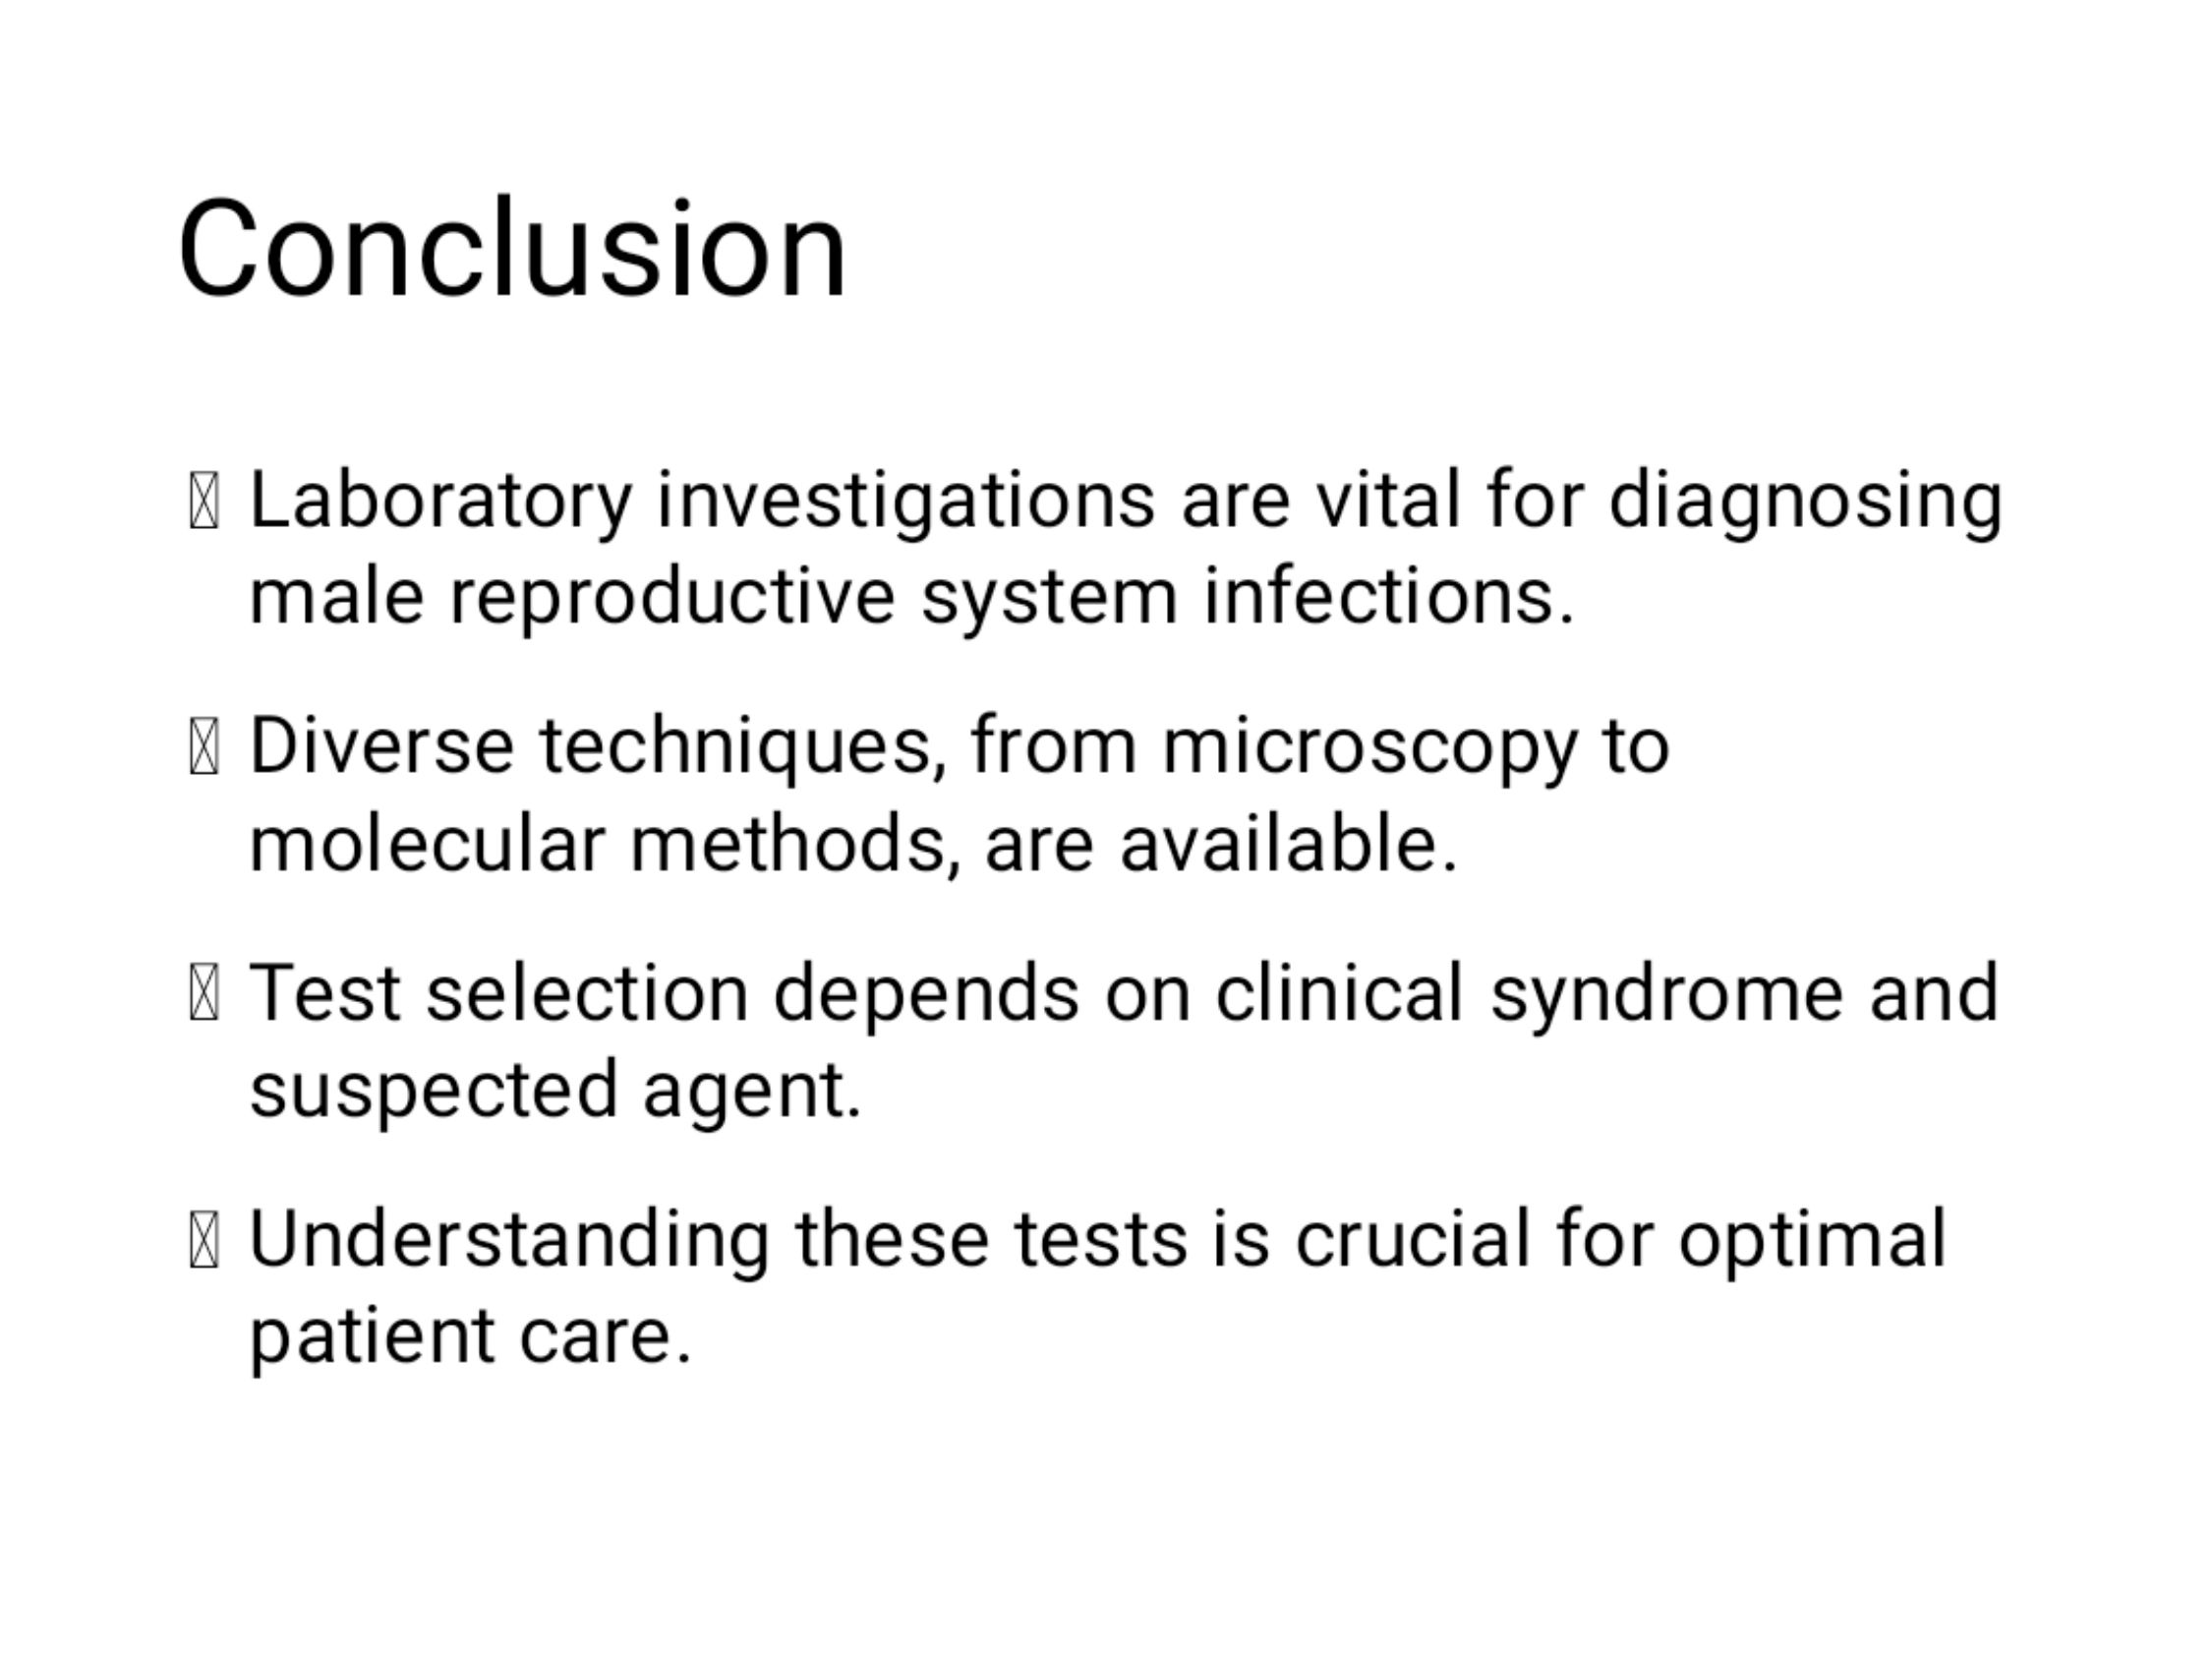 Conclusion
Laboratory investigations are vital for diagnosing
male reproductive system infections.
Diverse techniques, from microscopy to
molecular methods, are available.
Test selection depends on clinical syndrome and
suspected agent.
Understanding these tests is crucial for optimal
patient care.